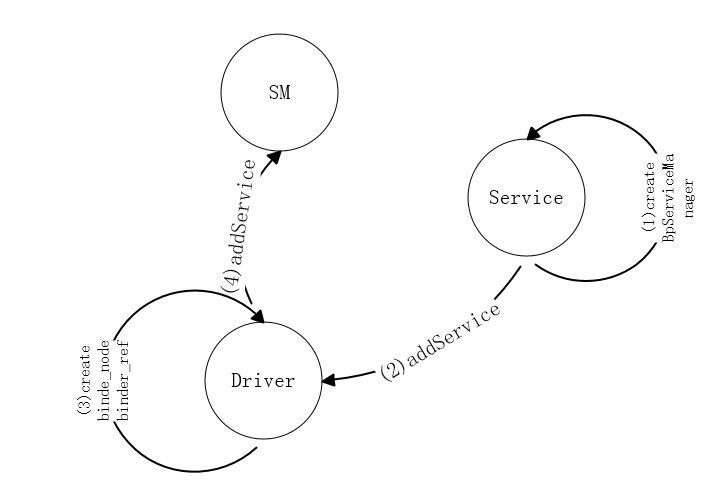 SM
Service
(1)create
BpServiceMa
nager
(4)addService
(2)addService
Driver
(3)create
binde_node
binder_ref